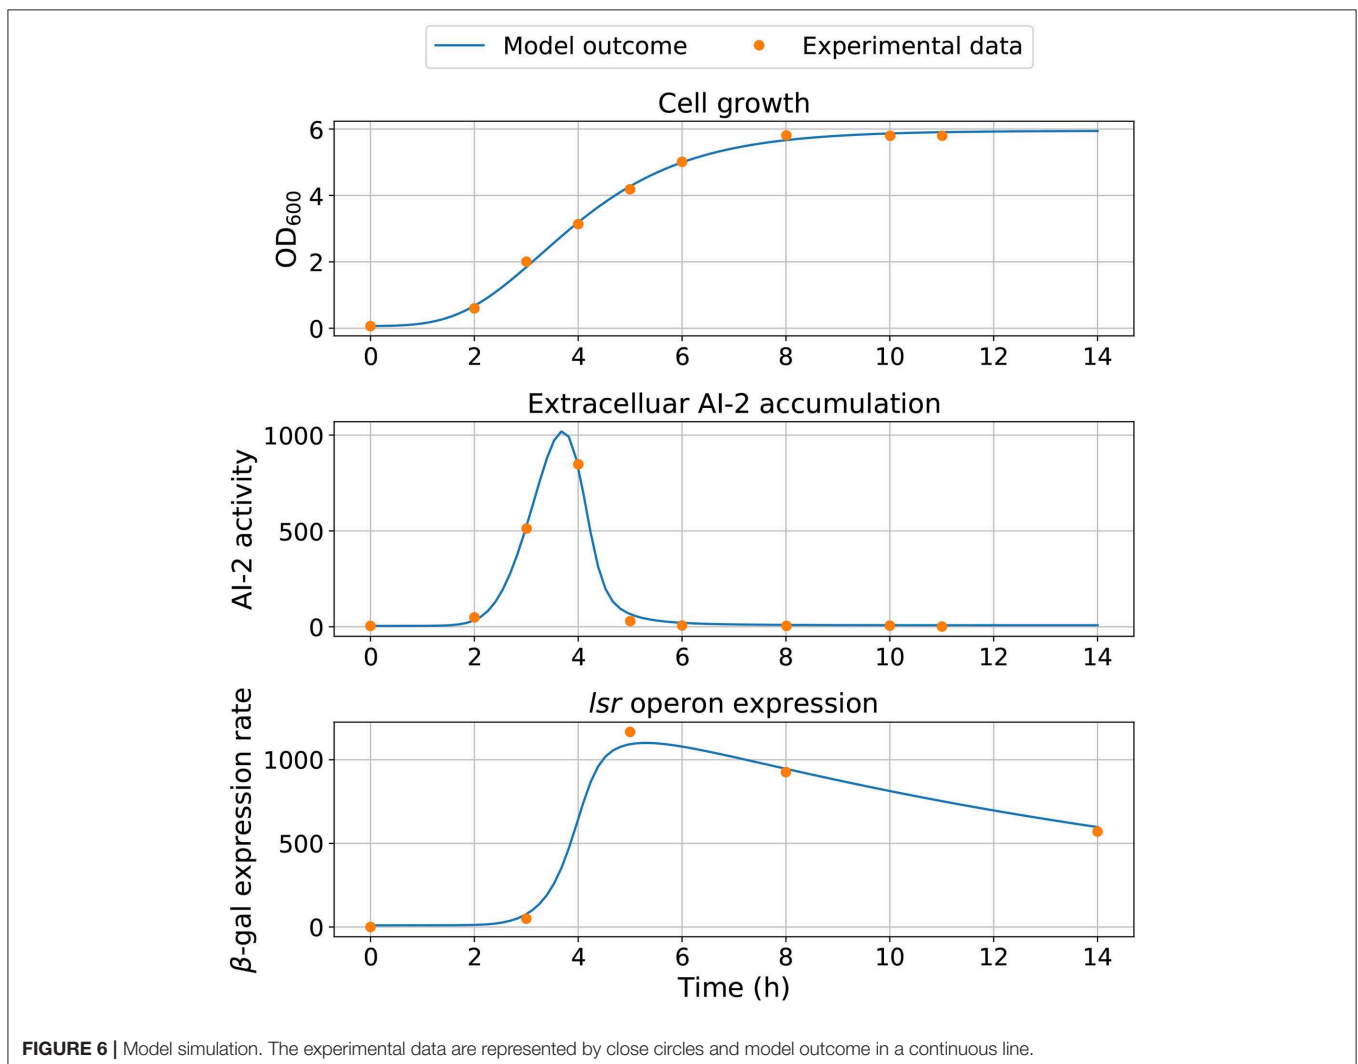 Model outcome Experimental data
Cell growth
OD600
6
4
2
0
0 2 4 6 8 10 12 14
Extracelluar AI-2 accumulation
AI-2 activity
1000
500
0
0 2 4 6 8 10 12 14
lsr operon expression
β-gal expression rate
1000
500
0
0 2 4 6 8 10 12 14
Time (h)
FIGURE 6 | Model simulation. The experimental data are represented by close circles and model outcome in a continuous line.